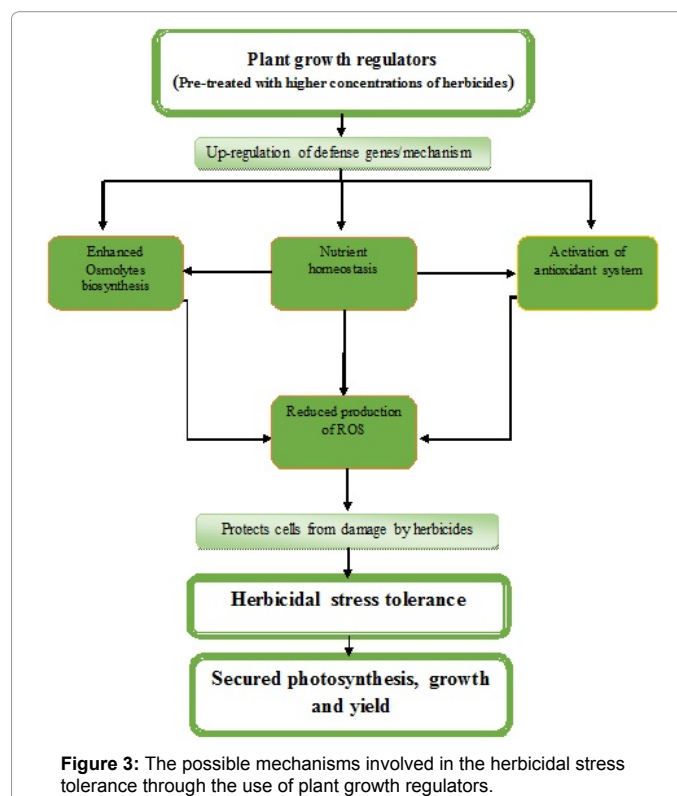 Plant growth regulators
(Pre-treated with higher concentrations of herbicides)
Up-regulation of defense genes/mechanism
Enhanced
Osmolytes
biosynthesis
Nutrient
homeostasis
Activation of
antioxidant system
Reduced production
of ROS
Protects cells from damage by herbicides
Herbicidal stress tolerance
Secured photosynthesis, growth
and yield
Figure 3: The possible mechanisms involved in the herbicidal stress
tolerance through the use of plant growth regulators.